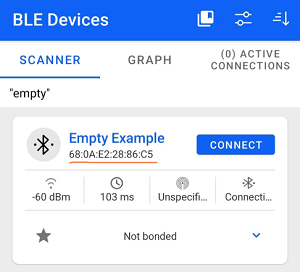 BLE Devices
SCANNER
GRAPH
(0) ACTIVE
CONNECTIONS
"empty"
Empty Example
68:0A:E2:28:86:C5
CONNECT
-60 dBm
103 ms
Unspecifi...
Connecti...
Not bonded